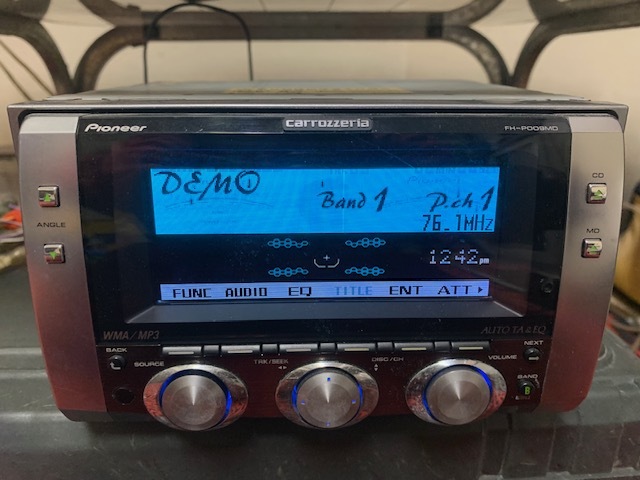 Pioneer carrozzeria FH-P009MD
DEMO
Band 1 P.ch 1
76.1MHz
CD
ANGLE
MD
12:42pm
FUNC AUDIO EQ TITLE ENT ATT
WMA/MP3 AUTO TA & EQ
BACK NEXT
SOURCE TRK/SEEK DISC/CH VOLUME
BAND
B